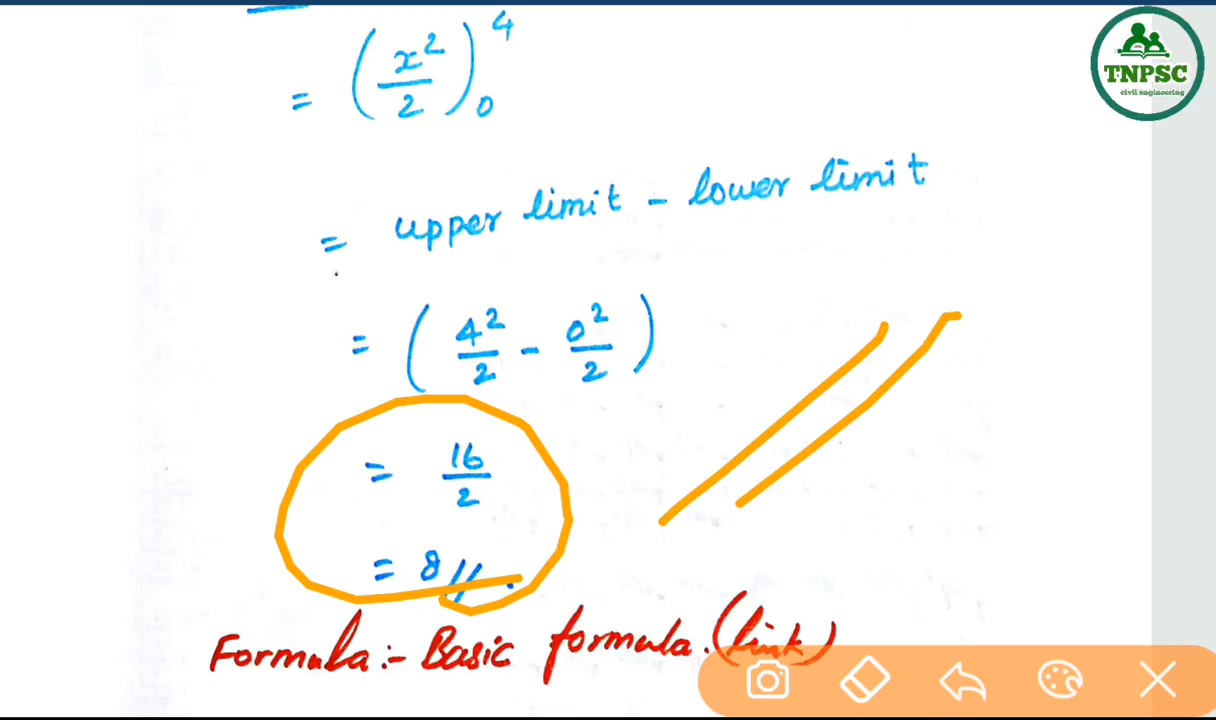 TNPSC
civil engineering
= (x²/2)₀⁴
= upper limit - lower limit
= (4²/2 - 0²/2)
= 16/2
= 8//.
Formula:- Basic formula. (link)